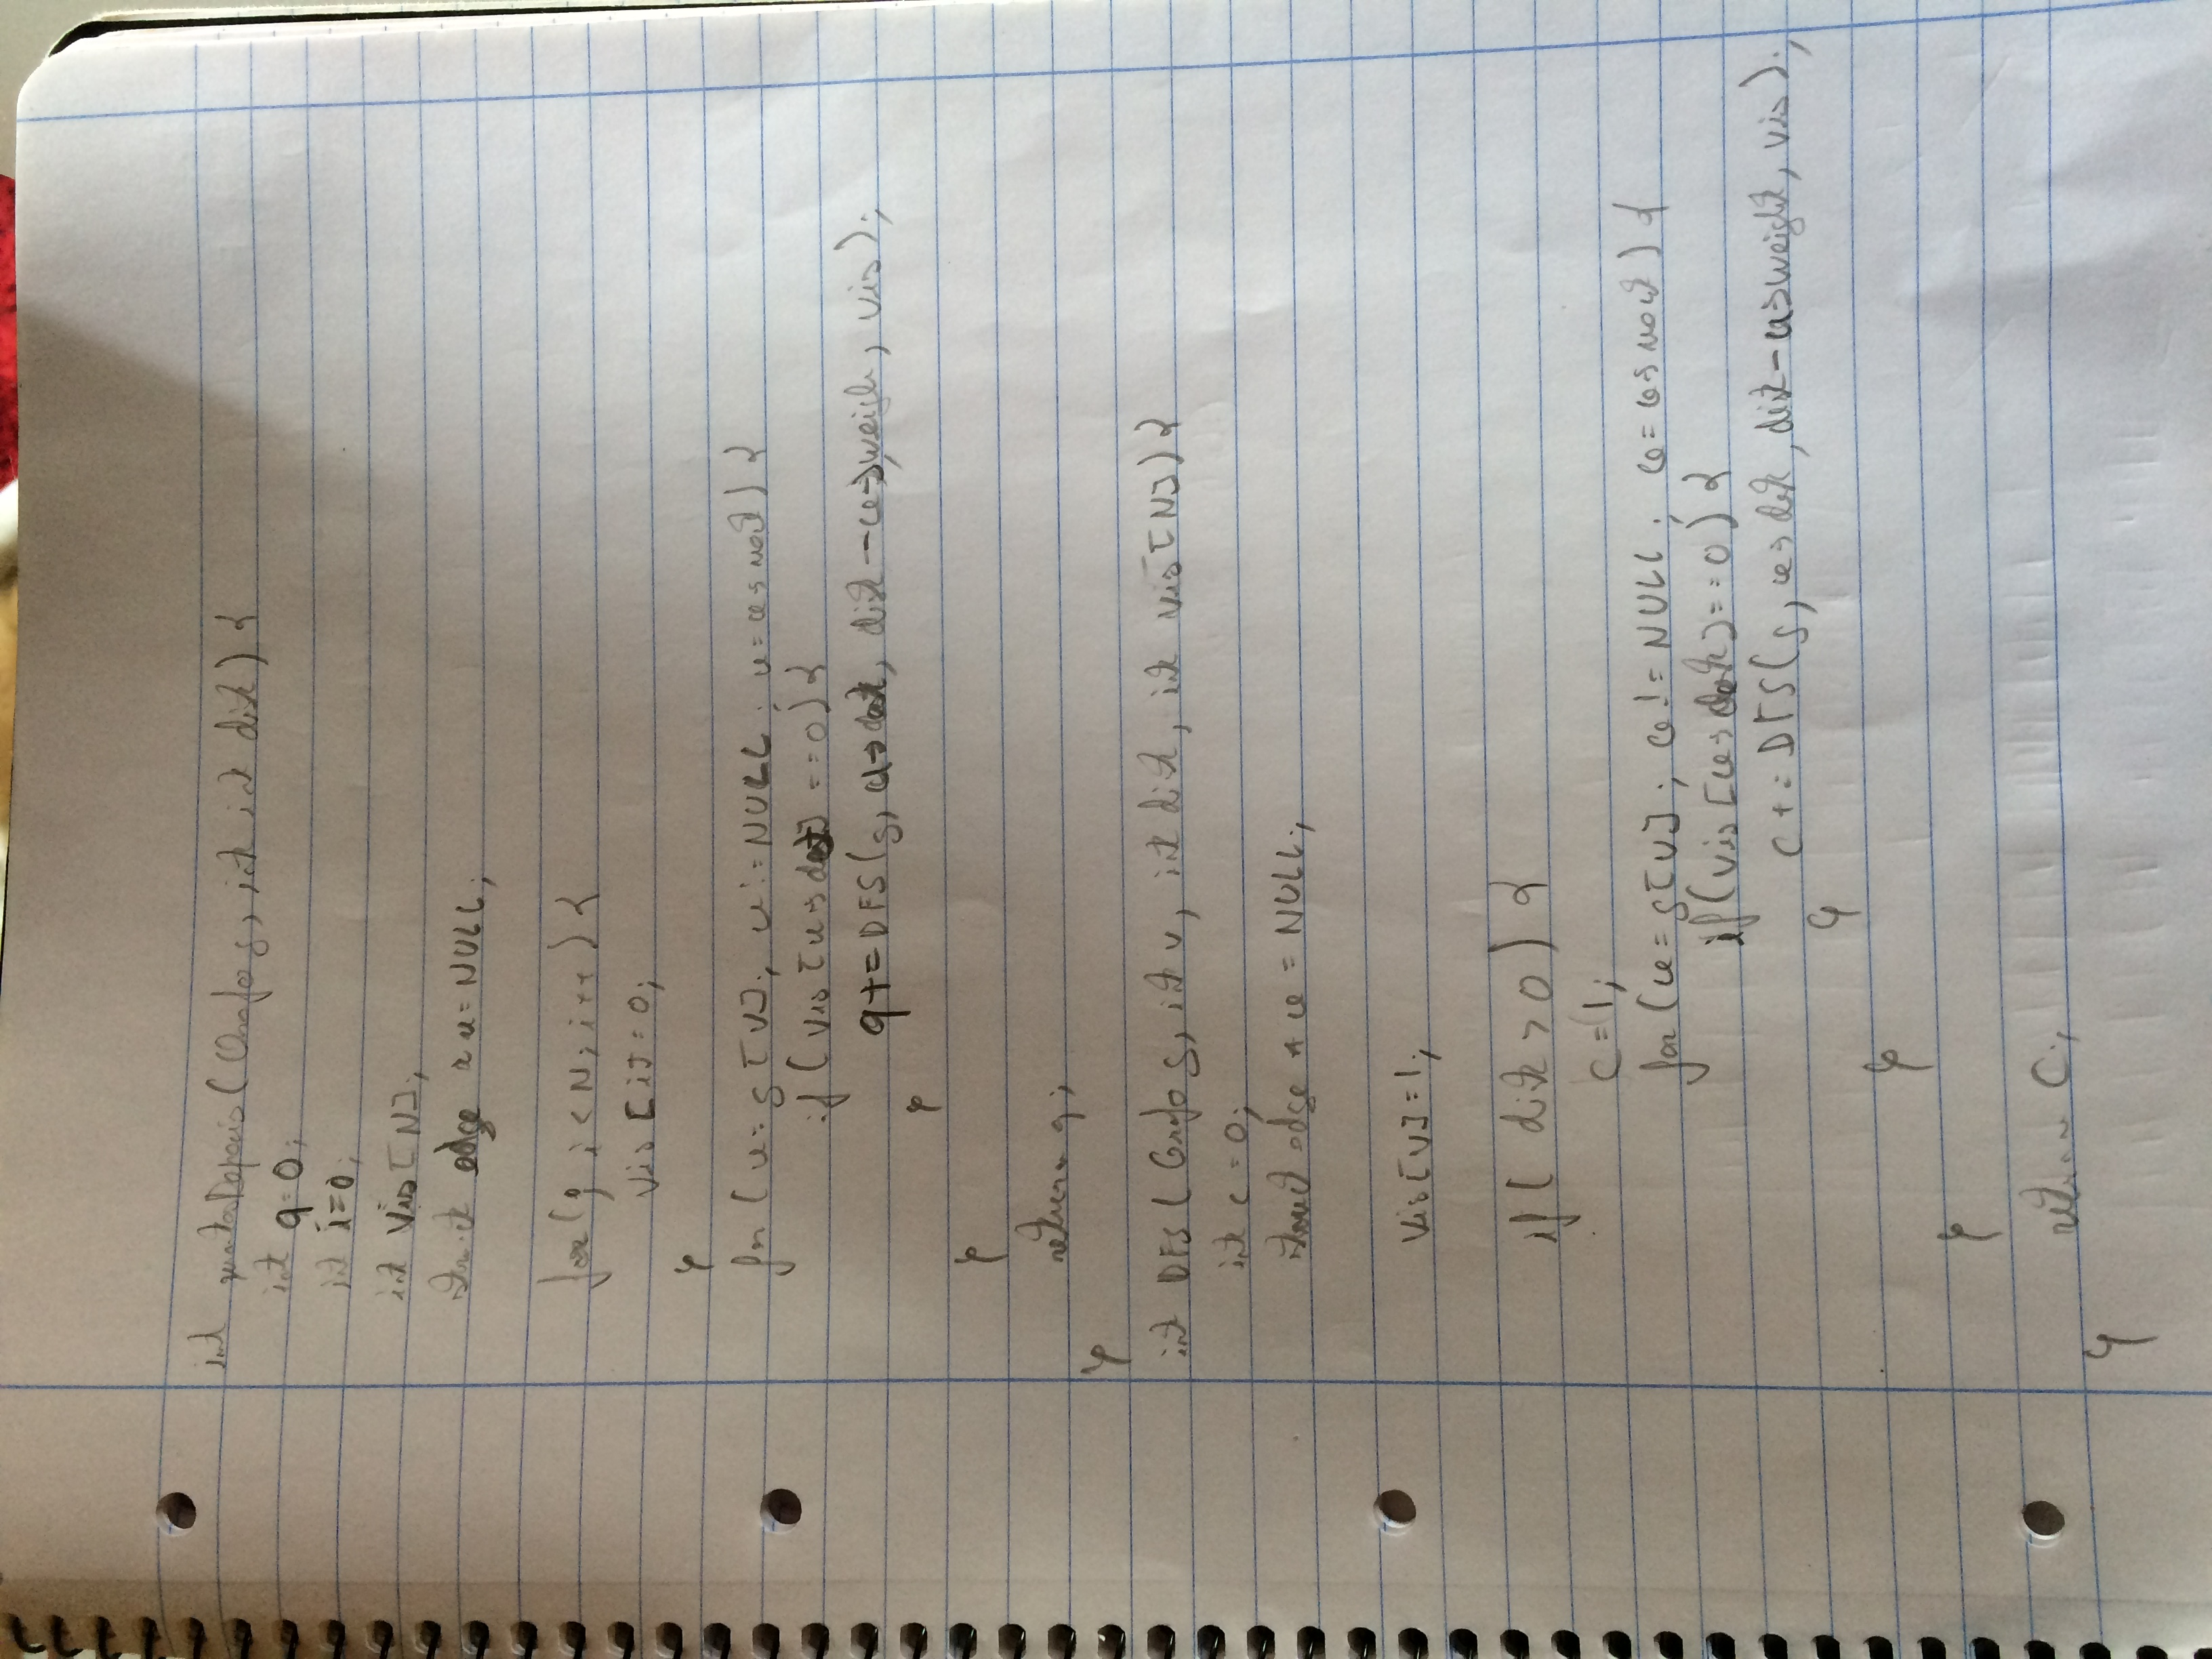 int (Grafo g, int int dist) {
int q=0;
int i=0;
int Vis[N];
struct edge *u=NULL;
for(; i<N; i++){
vis[i]=0;
}
for(u=g[V]; u!=NULL; u=u->next){
if(vis[u->dest]==0){
q+=DFS(g, u->dest, dist-u->weigh, vis);
}
}
return q;
}
int DFS(Grafo g, int v, int dist, int vis[N]){
int c=0;
struct edge *u=NULL;
Vis[V]=1;
if(dist>0){
c=1;
for(u=g[V]; u!=NULL; u=u->next){
if(vis[u->dest]==0){
c+=DFS(g, u->dest, dist-u->weight, vis);
}
}
}
return C;
}